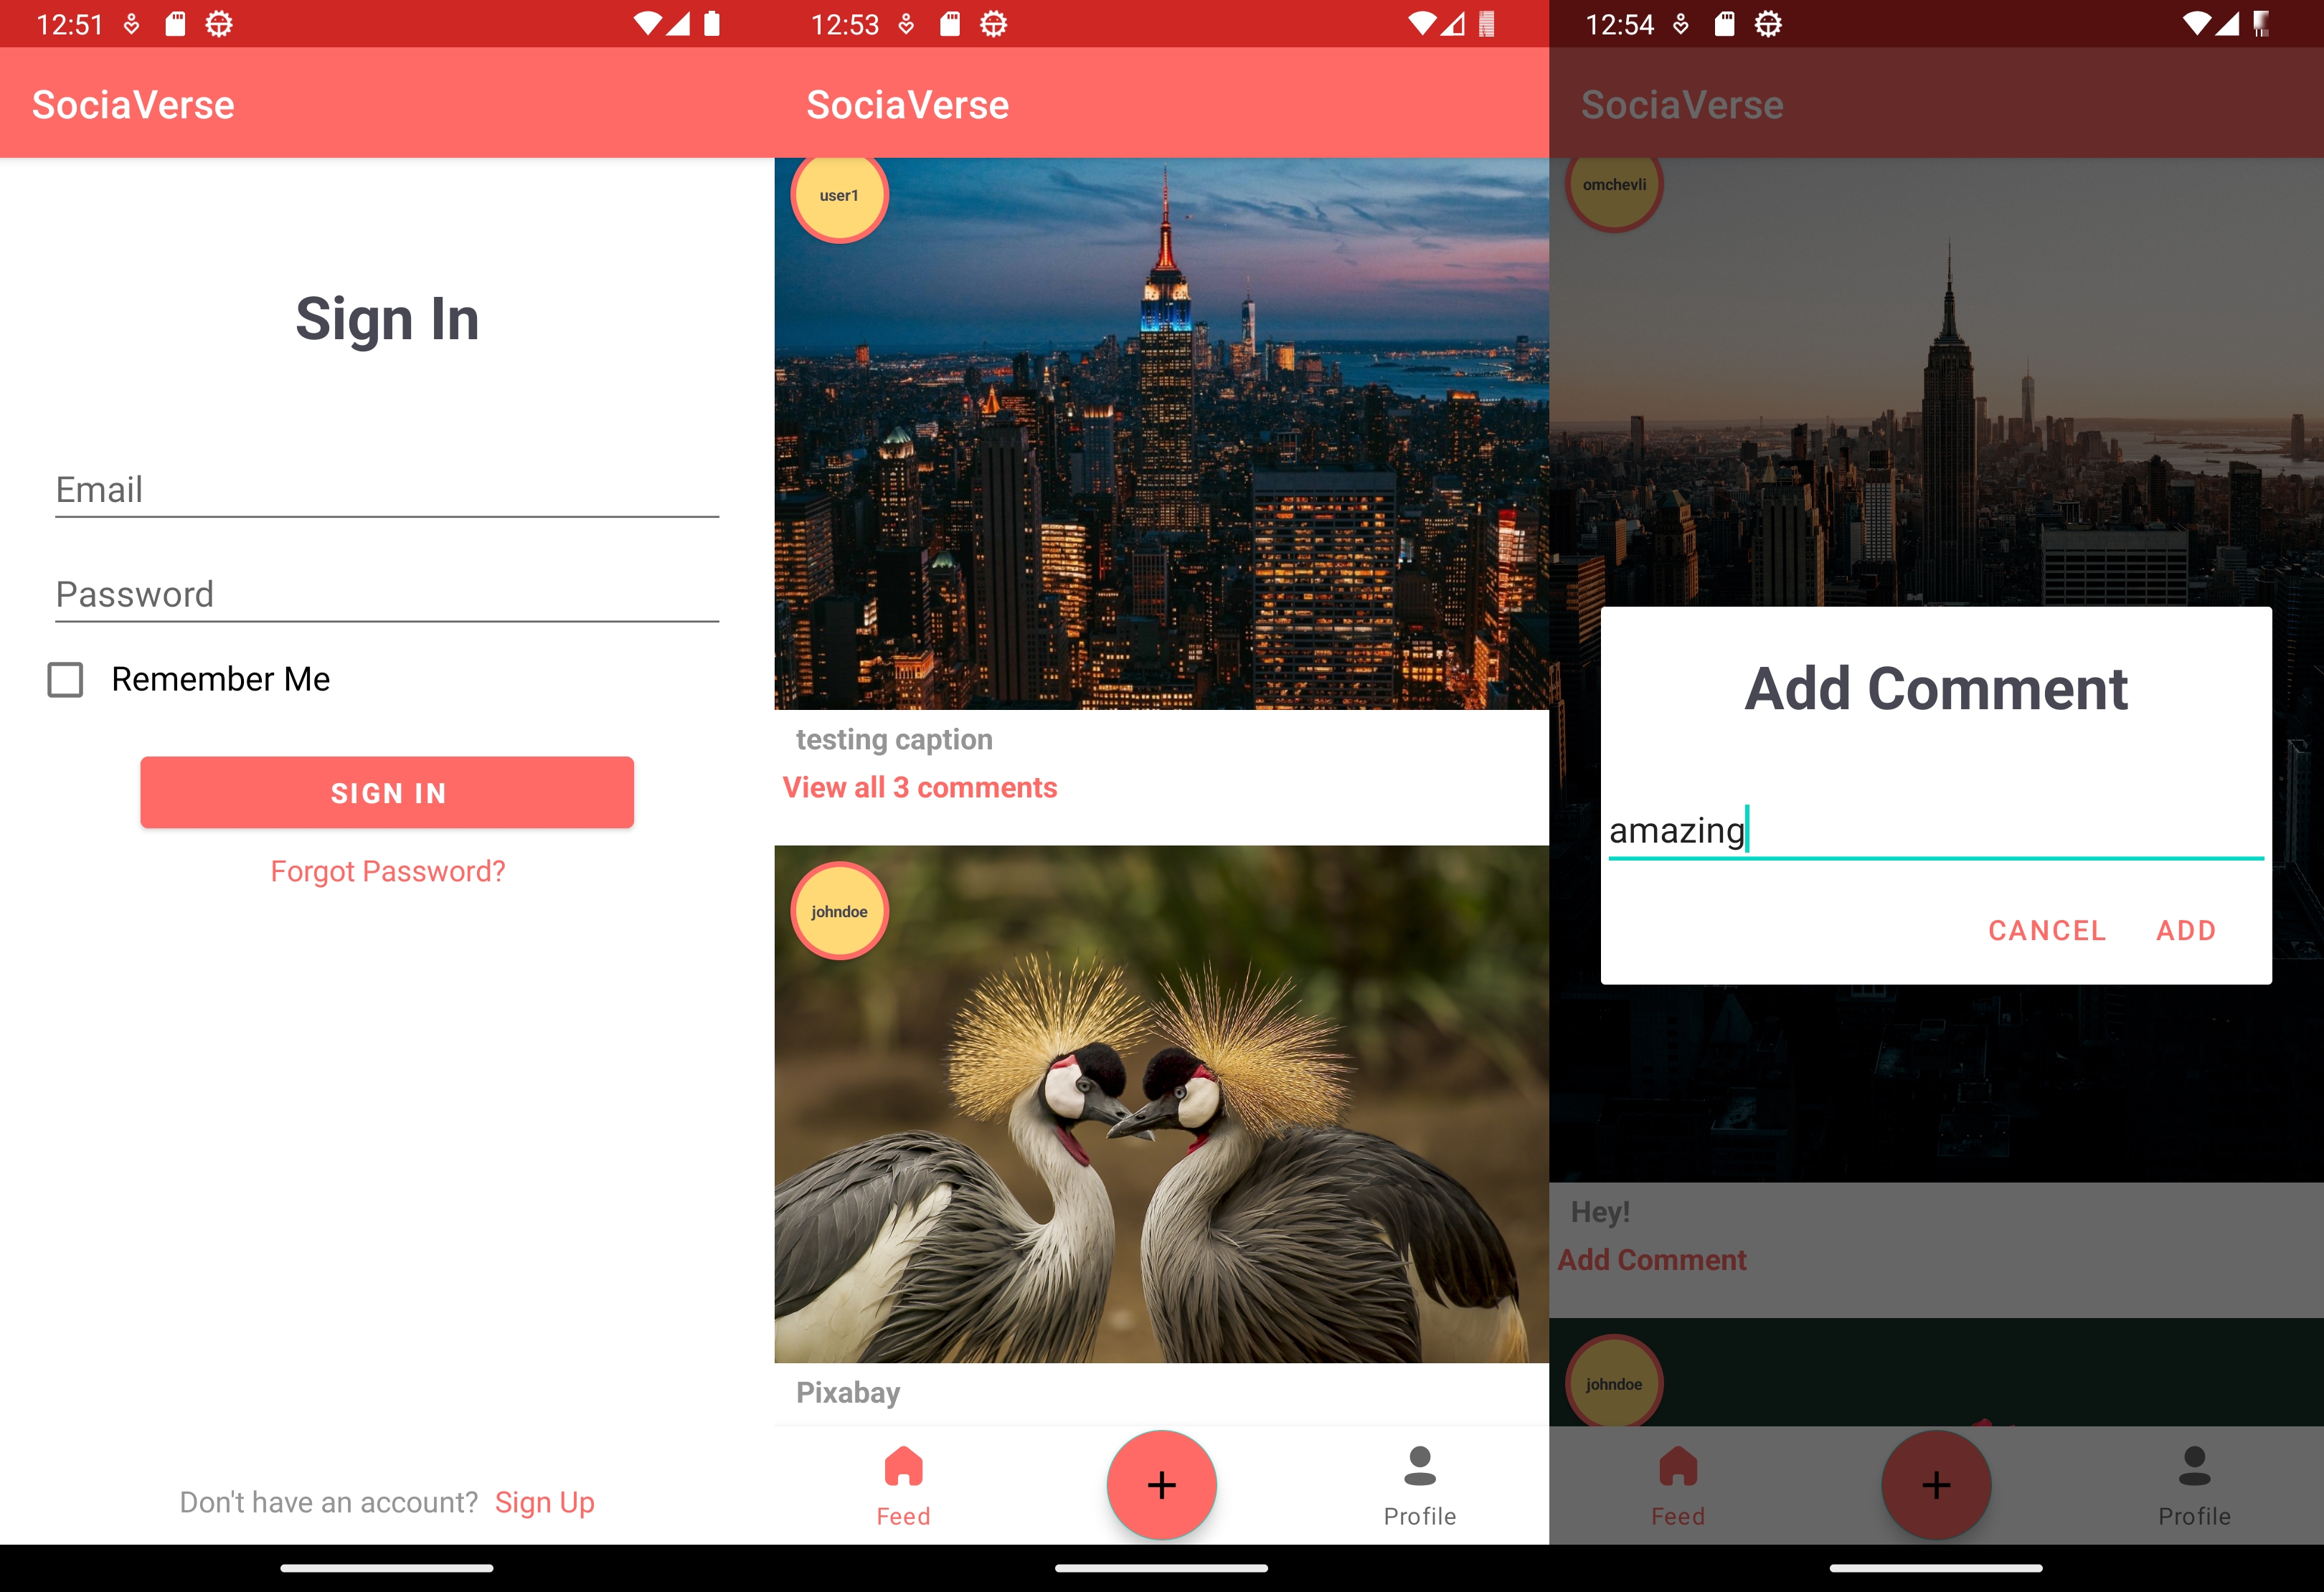 12:51
SociaVerse
Sign In
Email
Password
Remember Me
SIGN IN
Forgot Password?
Don't have an account? Sign Up
12:53
SociaVerse
user1
testing caption
View all 3 comments
johndoe
Pixabay
Feed
+
Profile
12:54
SociaVerse
omchevli
Add Comment
amazing
CANCEL ADD
Hey!
Add Comment
johndoe
Feed
+
Profile